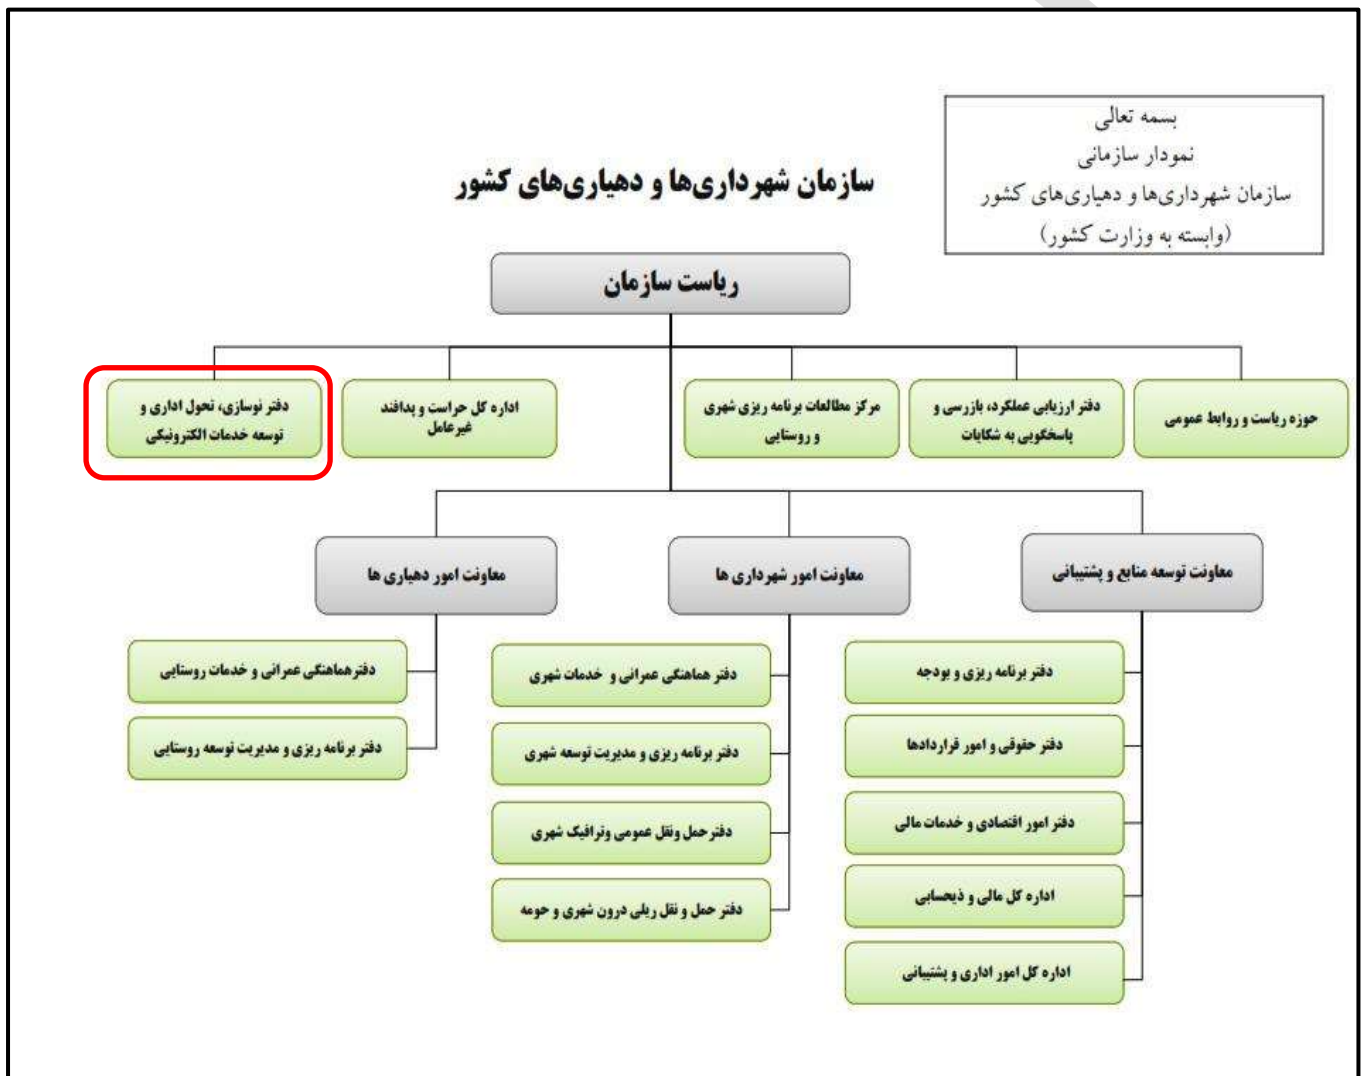 بسمه تعالی
نمودار سازمانی
سازمان شهرداری‌ها و دهیاری‌های کشور
(وابسته به وزارت کشور)
سازمان شهرداری‌ها و دهیاری‌های کشور
ریاست سازمان
حوزه ریاست و روابط عمومی
دفتر ارزیابی عملکرد، بازرسی و
پاسخگویی به شکایات
مرکز مطالعات برنامه ریزی شهری
و روستایی
اداره کل حراست و پدافند
غیرعامل
دفتر نوسازی، تحول اداری و
توسعه خدمات الکترونیکی
معاونت توسعه منابع و پشتیبانی
معاونت امور شهرداری ها
معاونت امور دهیاری ها
دفتر برنامه ریزی و بودجه
دفتر حقوقی و امور قراردادها
دفتر امور اقتصادی و خدمات مالی
اداره کل مالی و ذیحسابی
اداره کل امور اداری و پشتیبانی
دفتر هماهنگی عمرانی و خدمات شهری
دفتر برنامه ریزی و مدیریت توسعه شهری
دفترحمل ونقل عمومی وترافیک شهری
دفتر حمل و نقل ریلی درون شهری و حومه
دفترهماهنگی عمرانی و خدمات روستایی
دفتر برنامه ریزی و مدیریت توسعه روستایی